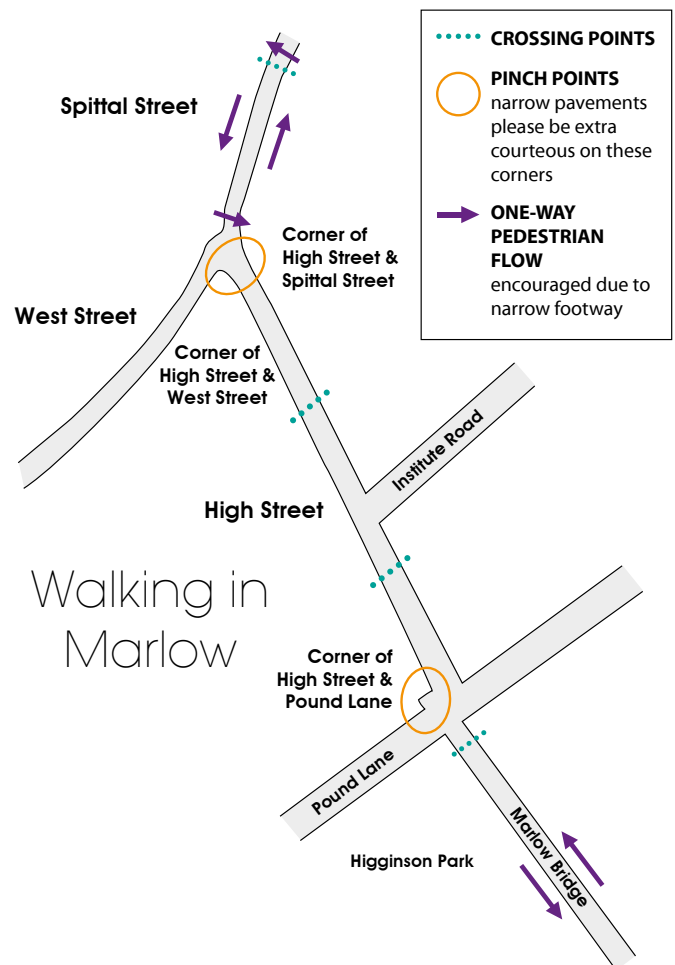 CROSSING POINTS
PINCH POINTS
narrow pavements
please be extra
courteous on these
corners
ONE-WAY
PEDESTRIAN
FLOW
encouraged due to
narrow footway
Spittal Street
Corner of
High Street &
Spittal Street
West Street
Corner of
High Street &
West Street
Institute Road
High Street
Walking in
Marlow
Corner of
High Street &
Pound Lane
Pound Lane
Marlow Bridge
Higginson Park